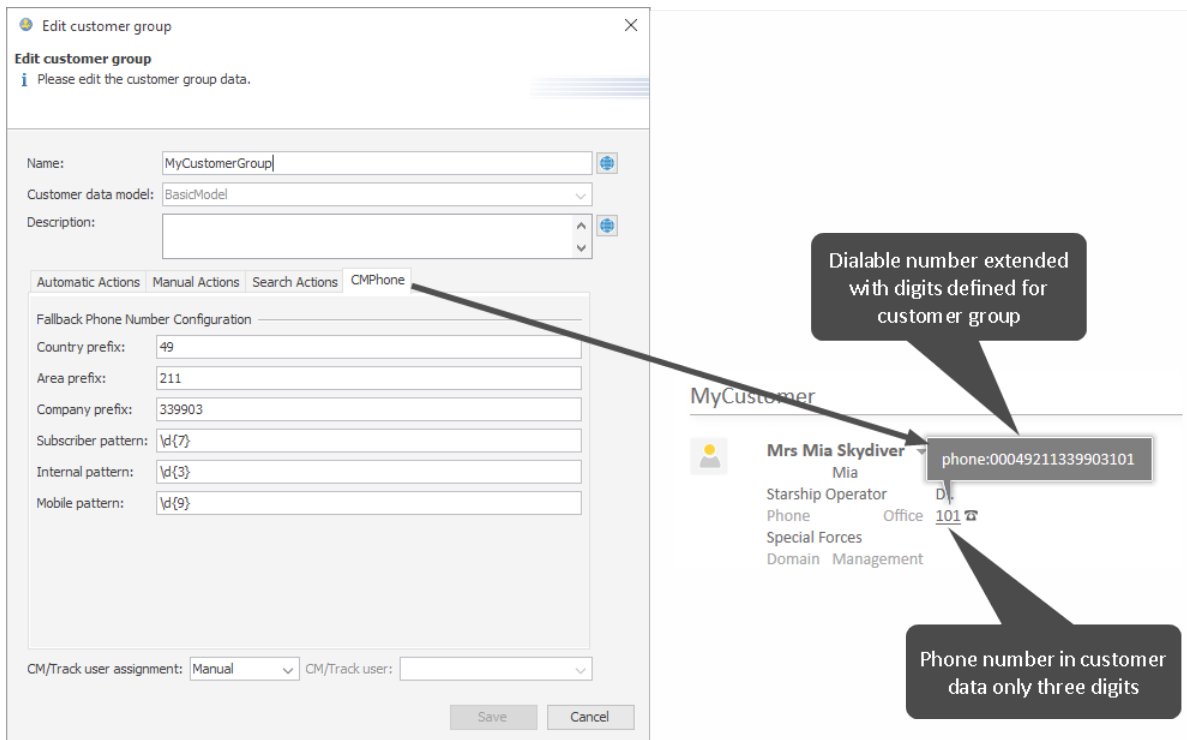 Edit customer group
Edit customer group
i Please edit the customer group data.
Name: MyCustomerGroup
Customer data model: BasicModel
Description:
Automatic Actions Manual Actions Search Actions CMPhone
Fallback Phone Number Configuration
Country prefix: 49
Area prefix: 211
Company prefix: 339903
Subscriber pattern: \d{7}
Internal pattern: \d{3}
Mobile pattern: \d{9}
CM/Track user assignment: Manual CM/Track user:
Save Cancel
Dialable number extended
with digits defined for
customer group
MyCustomer
Mrs Mia Skydiver phone:00049211339903101
Mia
Starship Operator
Phone Office 101
Special Forces
Domain Management
Phone number in customer
data only three digits